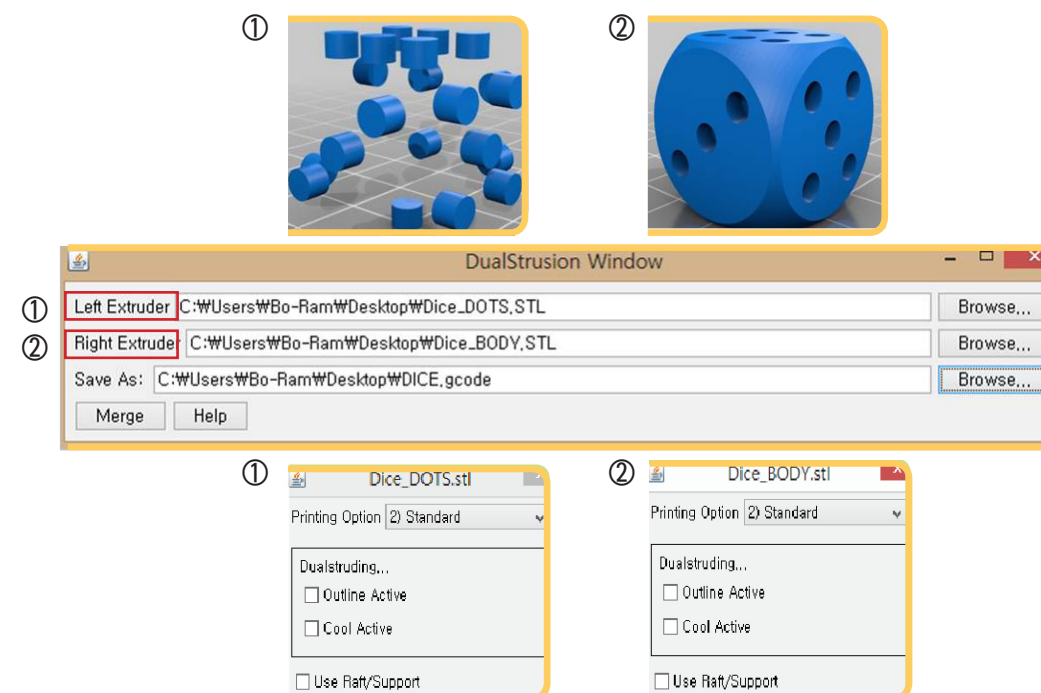 ① ②
DualStrusion Window
① Left Extruder C:₩Users₩Bo-Ram₩Desktop₩Dice_DOTS,STL Browse...
② Right Extruder C:₩Users₩Bo-Ram₩Desktop₩Dice_BODY,STL Browse...
Save As: C:₩Users₩Bo-Ram₩Desktop₩DICE,gcode Browse...
Merge Help
①
Dice_DOTS.stl
Printing Option 2) Standard
Dualstruding...
Outline Active
Cool Active
Use Raft/Support
②
Dice_BODY.stl
Printing Option 2) Standard
Dualstruding...
Outline Active
Cool Active
Use Raft/Support